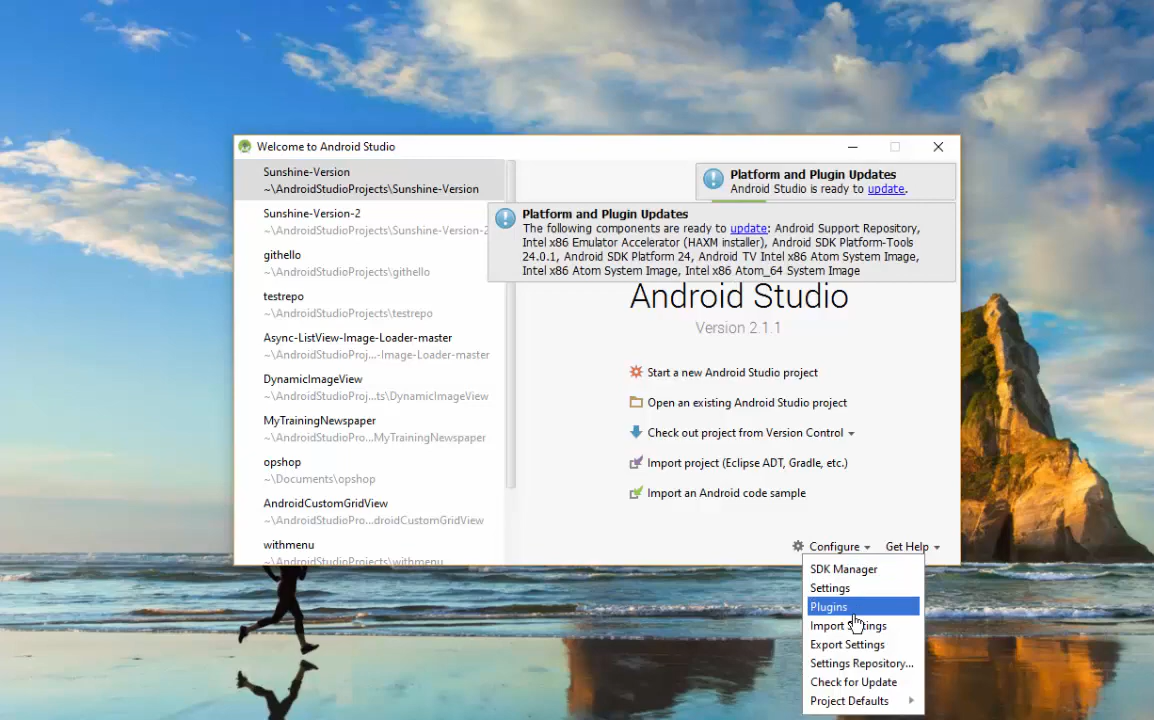 Welcome to Android Studio
Sunshine-Version
~\AndroidStudioProjects\Sunshine-Version
Sunshine-Version-2
~\AndroidStudioProjects\Sunshine-Version-2
githello
~\AndroidStudioProjects\githello
testrepo
~\AndroidStudioProjects\testrepo
Async-ListView-Image-Loader-master
~\AndroidStudioProj...-Image-Loader-master
DynamicImageView
~\AndroidStudioProj...ts\DynamicImageView
MyTrainingNewspaper
~\AndroidStudioPro...MyTrainingNewspaper
opshop
~\Documents\opshop
AndroidCustomGridView
~\AndroidStudioPro...droidCustomGridView
withmenu
~\AndroidStudioProjects\withmenu
Platform and Plugin Updates
Android Studio is ready to update.
Platform and Plugin Updates
The following components are ready to update: Android Support Repository,
Intel x86 Emulator Accelerator (HAXM installer), Android SDK Platform-Tools
24.0.1, Android SDK Platform 24, Android TV Intel x86 Atom System Image,
Intel x86 Atom System Image, Intel x86 Atom_64 System Image
Android Studio
Version 2.1.1
Start a new Android Studio project
Open an existing Android Studio project
Check out project from Version Control
Import project (Eclipse ADT, Gradle, etc.)
Import an Android code sample
Configure Get Help
SDK Manager
Settings
Plugins
Import Settings
Export Settings
Settings Repository...
Check for Update
Project Defaults